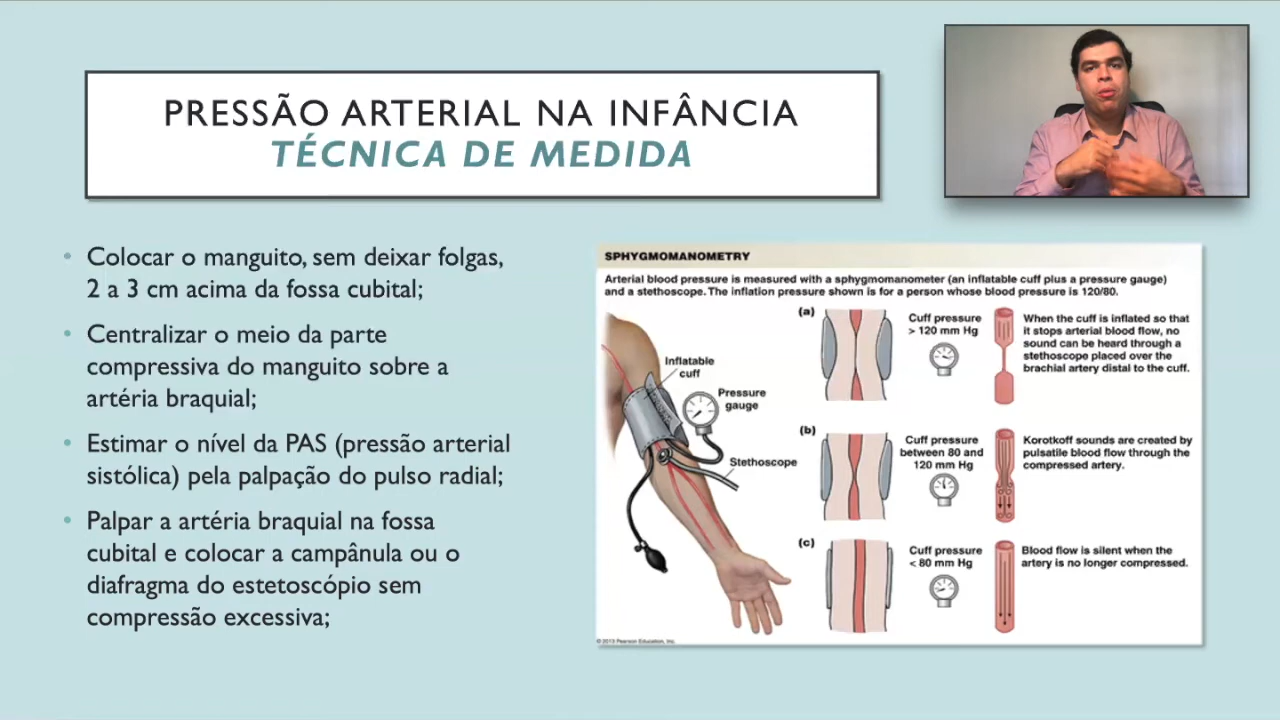 PRESSÃO ARTERIAL NA INFÂNCIA
TÉCNICA DE MEDIDA
• Colocar o manguito, sem deixar folgas,
2 a 3 cm acima da fossa cubital;
• Centralizar o meio da parte
compressiva do manguito sobre a
artéria braquial;
• Estimar o nível da PAS (pressão arterial
sistólica) pela palpação do pulso radial;
• Palpar a artéria braquial na fossa
cubital e colocar a campânula ou o
diafragma do estetoscópio sem
compressão excessiva;
SPHYGMOMANOMETRY
Arterial blood pressure is measured with a sphygmomanometer (an inflatable cuff plus a pressure gauge)
and a stethoscope. The inflation pressure shown is for a person whose blood pressure is 120/80.
Inflatable
cuff
Pressure
gauge
Stethoscope
(a)
Cuff pressure
> 120 mm Hg
When the cuff is inflated so that
it stops arterial blood flow, no
sound can be heard through a
stethoscope placed over the
brachial artery distal to the cuff.
(b)
Cuff pressure
between 80 and
120 mm Hg
Korotkoff sounds are created by
pulsatile blood flow through the
compressed artery.
(c)
Cuff pressure
< 80 mm Hg
Blood flow is silent when the
artery is no longer compressed.
© 2013 Pearson Education, Inc.